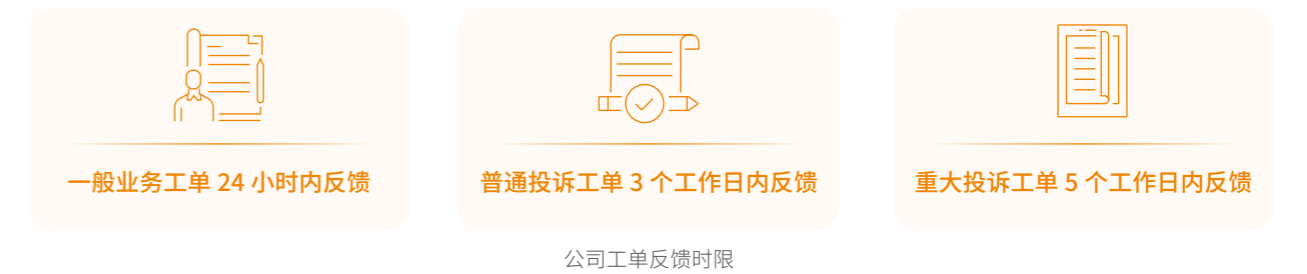 一般业务工单 24 小时内反馈
普通投诉工单 3 个工作日内反馈
重大投诉工单 5 个工作日内反馈
公司工单反馈时限